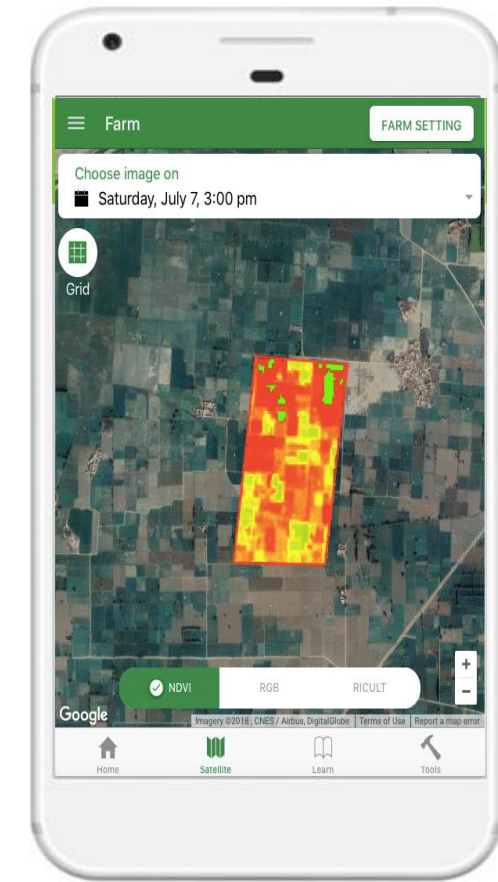 Farm
FARM SETTING
Choose image on
Saturday, July 7, 3:00 pm
Grid
+
−
NDVI
RGB
RICULT
Google
Imagery ©2018 , CNES / Airbus, DigitalGlobe
Terms of Use
Report a map error
Home
Satellite
Learn
Tools